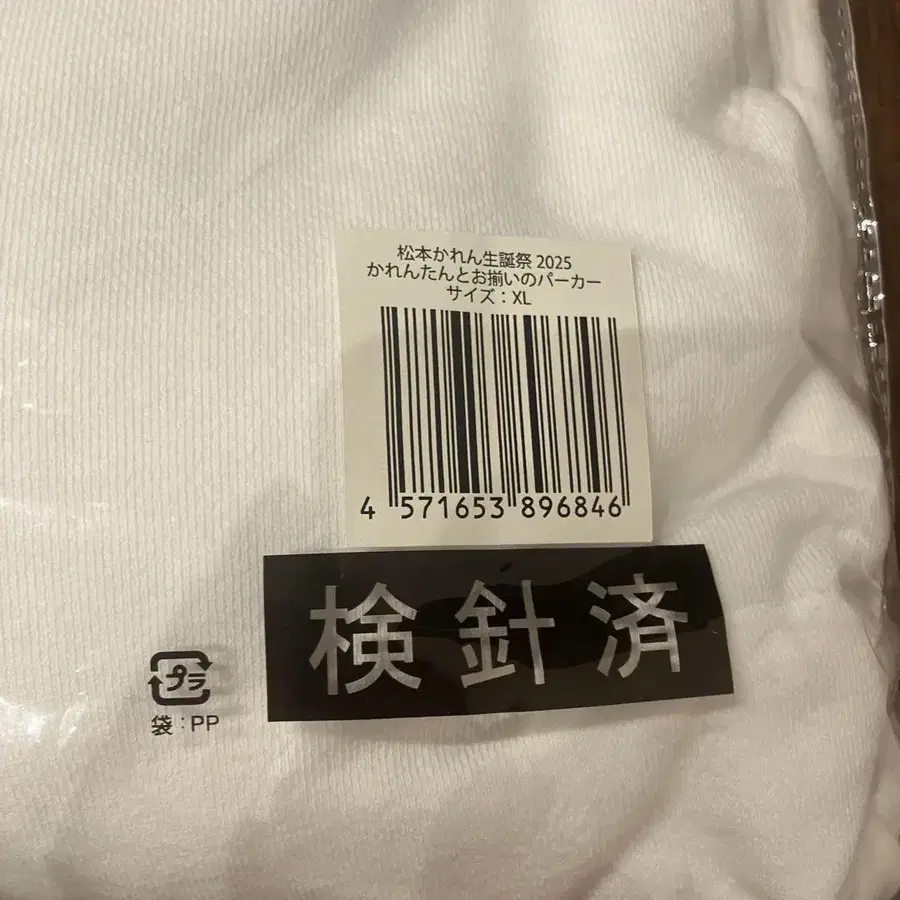 松本かれん生誕祭 2025
かれんたんとお揃いのパーカー
サイズ：XL
4 571653 896846
検針済
プラ
袋：PP